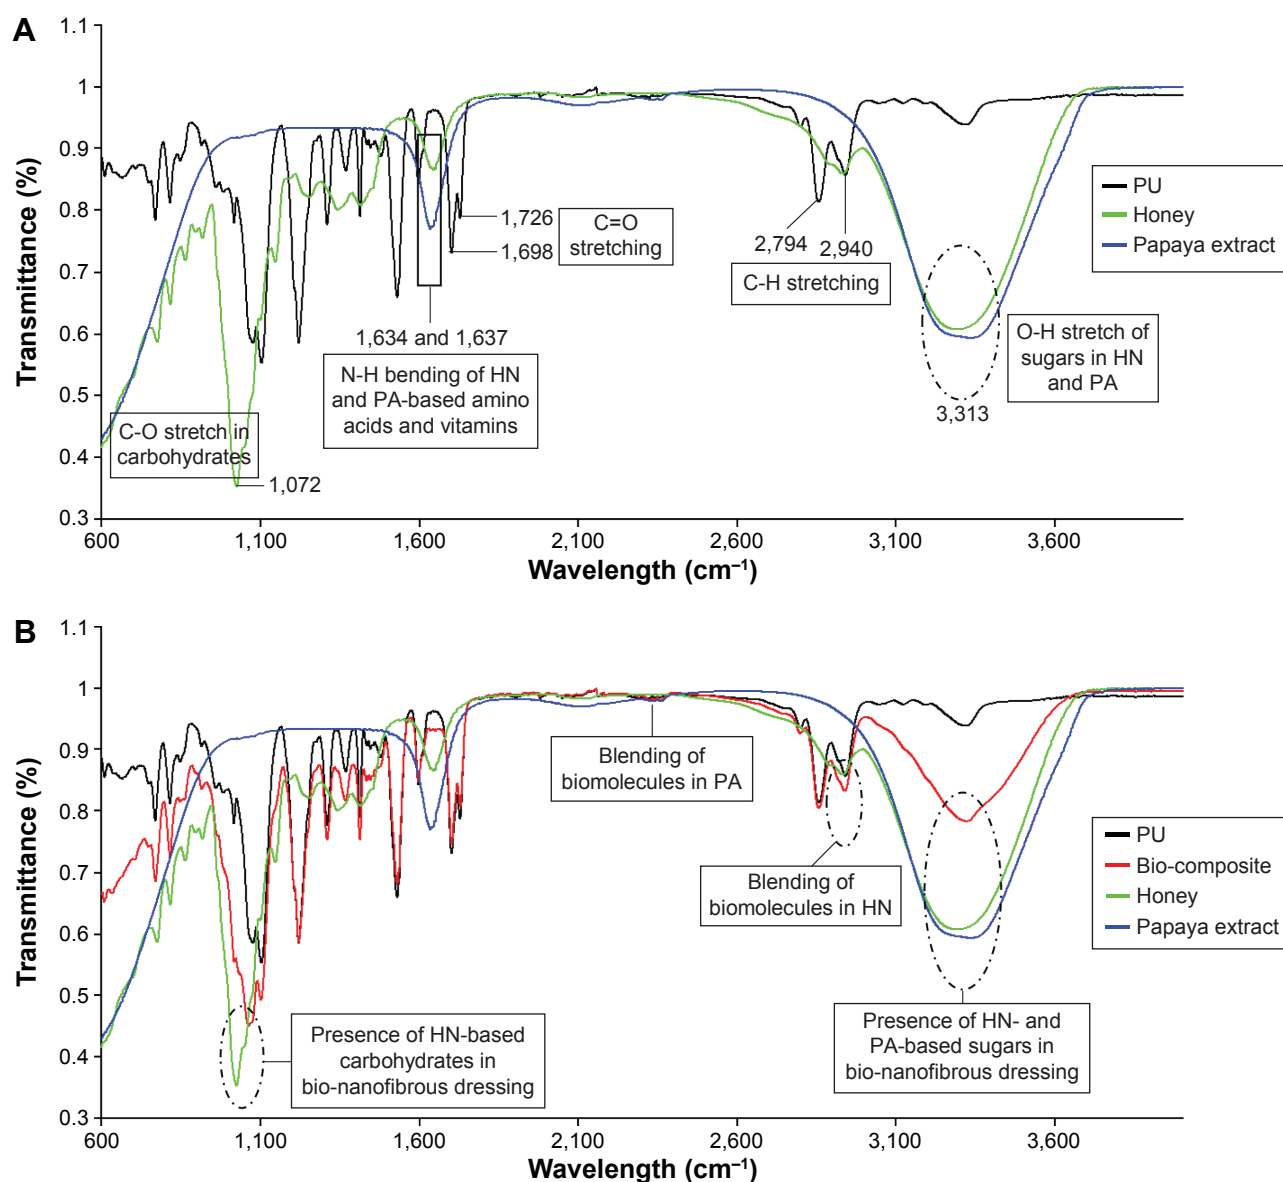 A
1.1
1
0.9
0.8
0.7
0.6
0.5
0.4
0.3
Transmittance (%)
600
1,100
1,600
2,100
2,600
3,100
3,600
Wavelength (cm⁻¹)
1,726
1,698
C=O
stretching
1,634 and 1,637
N-H bending of HN
and PA-based amino
acids and vitamins
C-O stretch in
carbohydrates
1,072
2,794
2,940
C-H stretching
O-H stretch of
sugars in HN
and PA
3,313
PU
Honey
Papaya extract
B
1.1
1
0.9
0.8
0.7
0.6
0.5
0.4
0.3
Transmittance (%)
600
1,100
1,600
2,100
2,600
3,100
3,600
Wavelength (cm⁻¹)
Blending of
biomolecules in PA
Blending of
biomolecules in HN
Presence of HN-based
carbohydrates in
bio-nanofibrous dressing
Presence of HN- and
PA-based sugars in
bio-nanofibrous dressing
PU
Bio-composite
Honey
Papaya extract